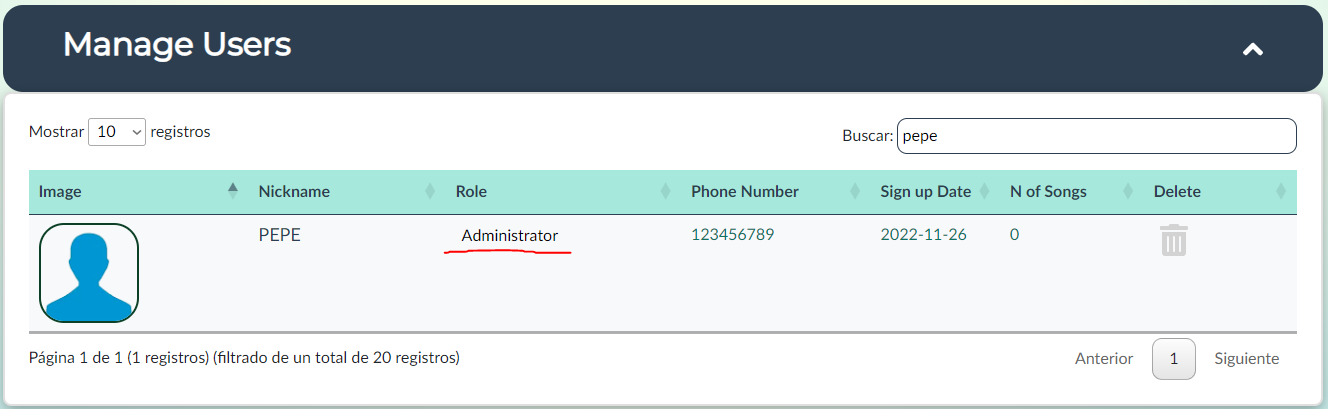 Manage Users
Mostrar 10 registros
Buscar: pepe
Image Nickname Role Phone Number Sign up Date N of Songs Delete
PEPE Administrator 123456789 2022-11-26 0
Página 1 de 1 (1 registros) (filtrado de un total de 20 registros)
Anterior 1 Siguiente